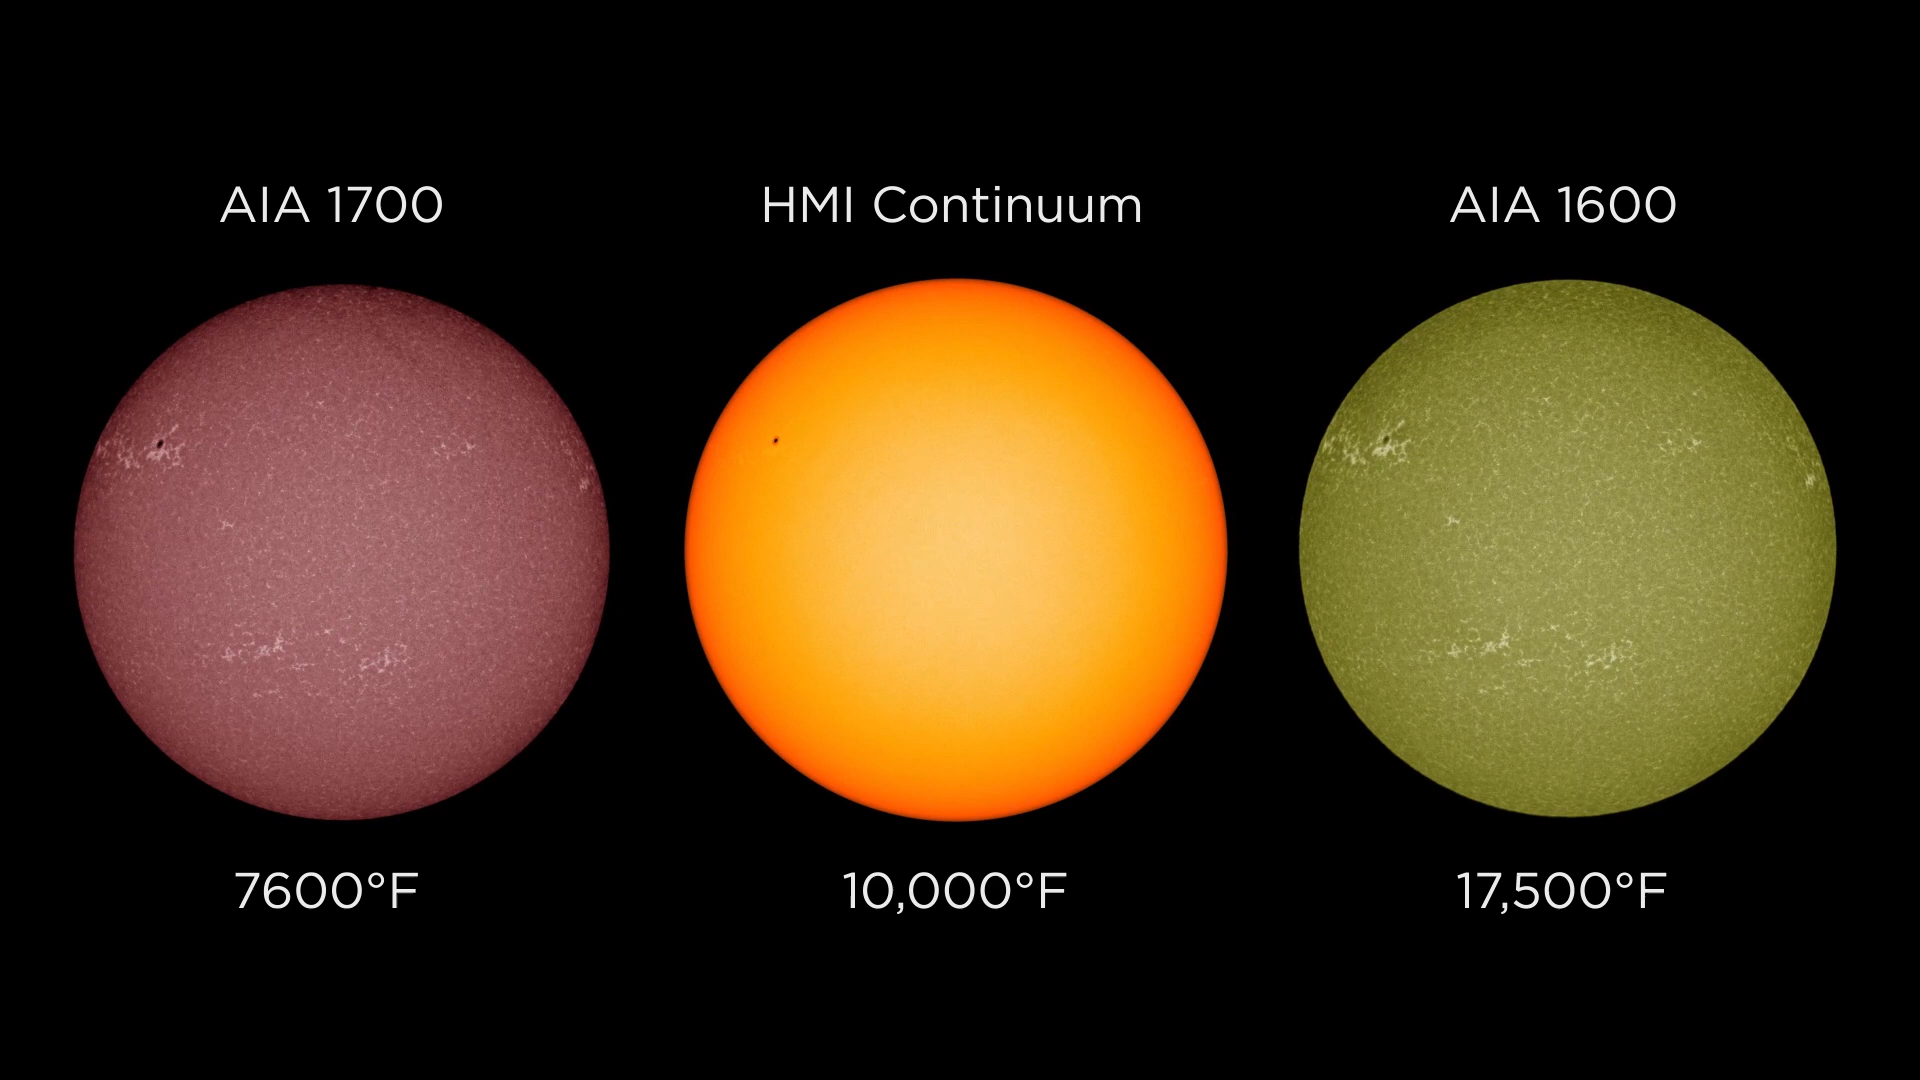 AIA 1700
HMI Continuum
AIA 1600
7600°F
10,000°F
17,500°F